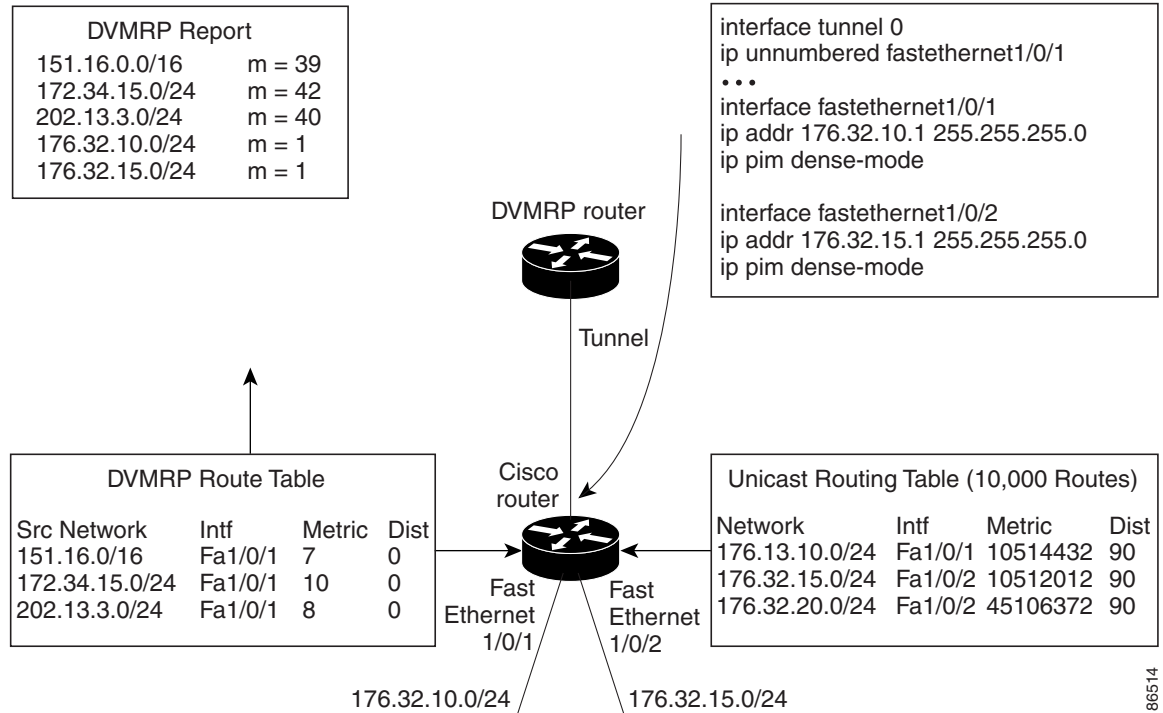 DVMRP Report
151.16.0.0/16 m = 39
172.34.15.0/24 m = 42
202.13.3.0/24 m = 40
176.32.10.0/24 m = 1
176.32.15.0/24 m = 1
interface tunnel 0
ip unnumbered fastethernet1/0/1
• • •
interface fastethernet1/0/1
ip addr 176.32.10.1 255.255.255.0
ip pim dense-mode
interface fastethernet1/0/2
ip addr 176.32.15.1 255.255.255.0
ip pim dense-mode
DVMRP router
Tunnel
Cisco
router
DVMRP Route Table
Src Network Intf Metric Dist
151.16.0/16 Fa1/0/1 7 0
172.34.15.0/24 Fa1/0/1 10 0
202.13.3.0/24 Fa1/0/1 8 0
Unicast Routing Table (10,000 Routes)
Network Intf Metric Dist
176.13.10.0/24 Fa1/0/1 10514432 90
176.32.15.0/24 Fa1/0/2 10512012 90
176.32.20.0/24 Fa1/0/2 45106372 90
Fast
Ethernet
1/0/1
Fast
Ethernet
1/0/2
176.32.10.0/24
176.32.15.0/24
86514